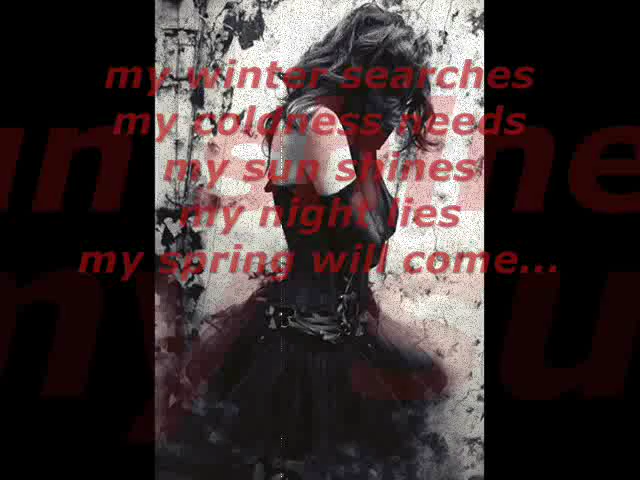 my winter searches
my coldness needs
my sun shines
my night lies
my spring will come...